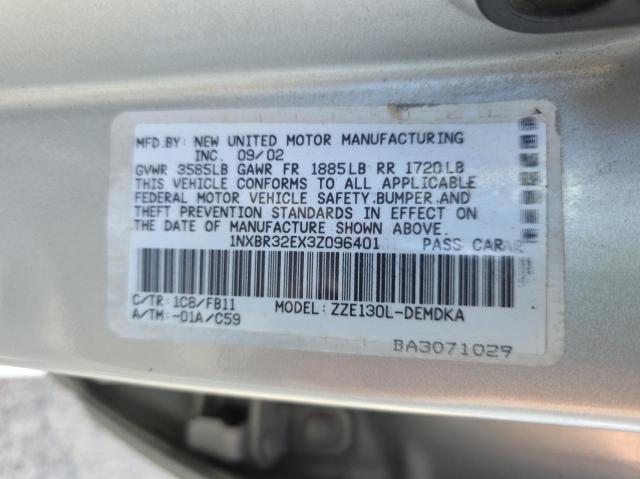 MFD.BY: NEW UNITED MOTOR MANUFACTURING
INC. 09/02
GVWR 3585LB GAWR FR 1885LB RR 1720LB
THIS VEHICLE CONFORMS TO ALL APPLICABLE
FEDERAL MOTOR VEHICLE SAFETY,BUMPER,AND
THEFT PREVENTION STANDARDS IN EFFECT ON
THE DATE OF MANUFACTURE SHOWN ABOVE.
1NXBR32EX3Z096401 PASS CAR
C/TR: 1C8/FB11 MODEL: ZZE130L-DEMDKA
A/TM: -01A/C59
BA3071029